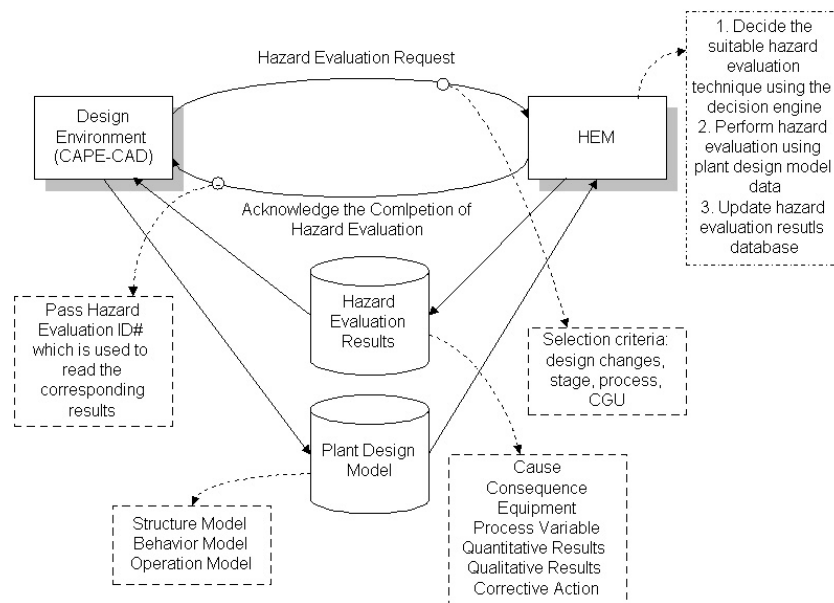 Hazard Evaluation Request
Design
Environment
(CAPE-CAD)
HEM
1. Decide the
suitable hazard
evaluation
technique using the
decision engine
2. Perform hazard
evaluation using
plant design model
data
3. Update hazard
evaluation resutls
database
Acknowledge the Comlpetion of
Hazard Evaluation
Hazard
Evaluation
Results
Pass Hazard
Evaluation ID#
which is used to
read the
corresponding
results
Selection criteria:
design changes,
stage, process,
CGU
Plant Design
Model
Structure Model
Behavior Model
Operation Model
Cause
Consequence
Equipment
Process Variable
Quantitative Results
Qualitative Results
Corrective Action